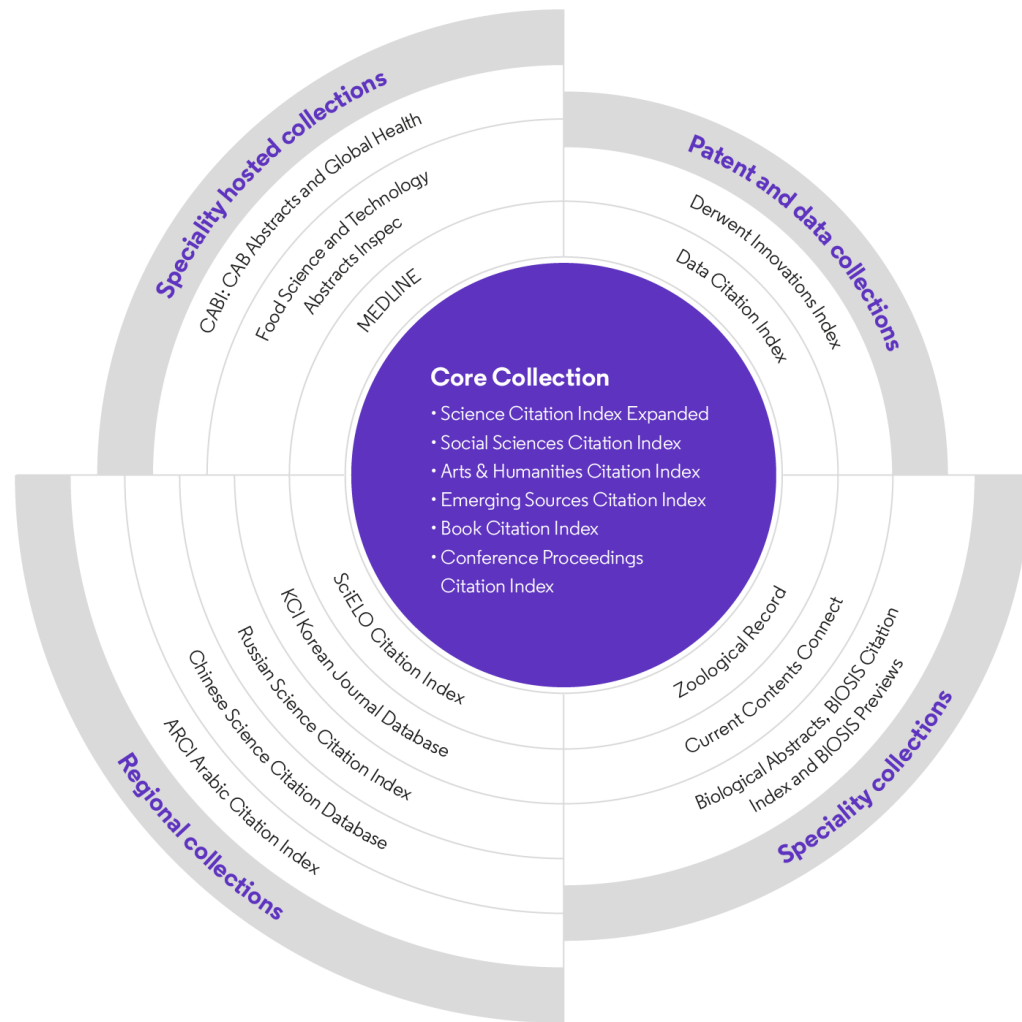 Speciality hosted collections
CABI: CAB Abstracts and Global Health
Food Science and Technology
Abstracts Inspec
MEDLINE
Patent and data collections
Derwent Innovations Index
Data Citation Index
Core Collection
• Science Citation Index Expanded
• Social Sciences Citation Index
• Arts & Humanities Citation Index
• Emerging Sources Citation Index
• Book Citation Index
• Conference Proceedings
Citation Index
SciELO Citation Index
KCI Korean Journal Database
Russian Science Citation Index
Chinese Science Citation Database
ARCI Arabic Citation Index
Regional collections
Zoological Record
Current Contents Connect
Biological Abstracts, BIOSIS Citation
Index and BIOSIS Previews
Speciality collections